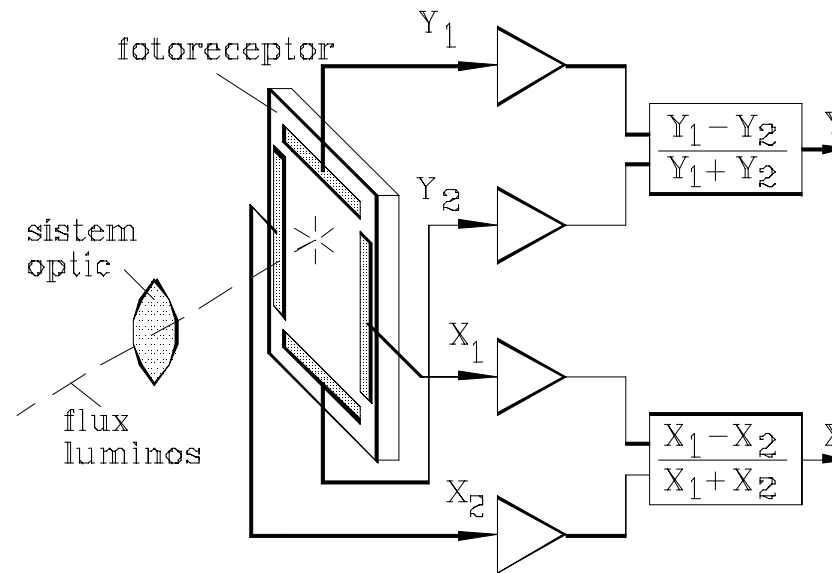 fotoreceptor
Y1
Y1-Y2
Y1+Y2
Y
Y2
sistem
optic
X1
flux
luminos
X1-X2
X1+X2
X
X2